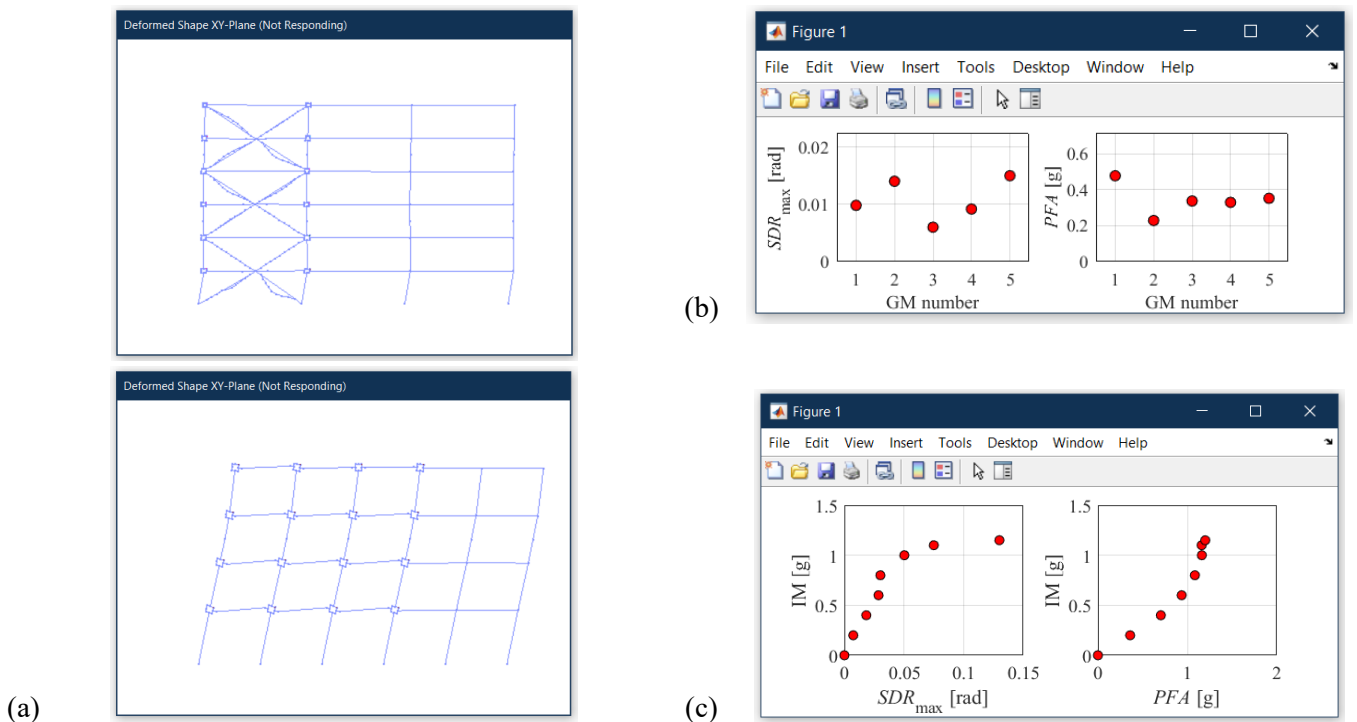 Deformed Shape XY-Plane (Not Responding)
Deformed Shape XY-Plane (Not Responding)
(a)
Figure 1
File Edit View Insert Tools Desktop Window Help
SDRmax [rad]
0.02
0.01
0
1 2 3 4 5
GM number
PFA [g]
0.6
0.4
0.2
0
1 2 3 4 5
GM number
(b)
Figure 1
File Edit View Insert Tools Desktop Window Help
IM [g]
1.5
1
0.5
0
0 0.05 0.1 0.15
SDRmax [rad]
IM [g]
1.5
1
0.5
0
0 1 2
PFA [g]
(c)